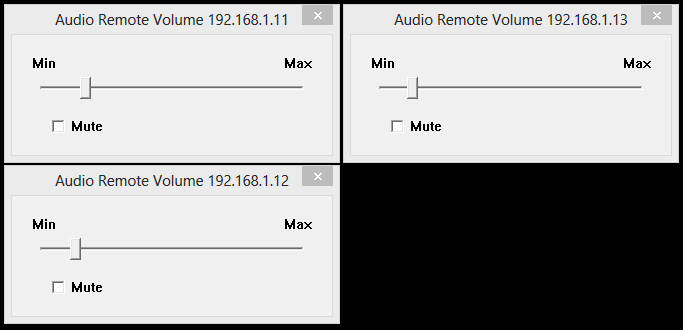 Audio Remote Volume 192.168.1.11
Min Max
Mute
Audio Remote Volume 192.168.1.13
Min Max
Mute
Audio Remote Volume 192.168.1.12
Min Max
Mute